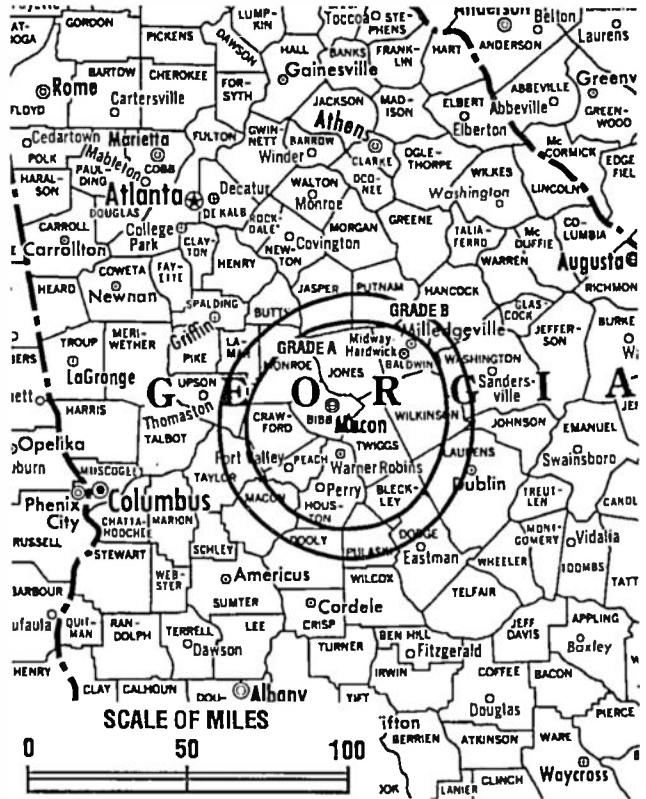 GORDON
PICKENS
LUMP-
KIN
Toccoa
STE-
PHENS
Anderson
ANDERSON
Belton
Laurens
DAWSON
HALL
BANKS
FRANK-
LIN
HART
Rome
FLOYD
BARTOW
CHEROKEE
Cartersville
FOR-
SYTH
Gainesville
JACKSON
MAD-
ISON
ELBERT
Elberton
ABBEVILLE
Abbeville
Greenv
GREEN-
WOOD
Cedartown
POLK
Marietta
COBB
Mableton
PAUL-
DING
FULTON
GWIN-
NETT
BARROW
Winder
Athens
CLARKE
OCO-
NEE
OGLE-
THORPE
WILKES
Washington
Mc
CORMICK
LINCOLN
EDGE
FIEL
HARAL-
SON
Atlanta
DOUGLAS
Decatur
DE KALB
ROCK-
DALE
WALTON
Monroe
MORGAN
GREENE
TALIA-
FERRO
Mc
DUFFIE
CO-
LUMBIA
CARROLL
Carrollton
College
Park
CLAY-
TON
HENRY
NEW-
TON
Covington
WARREN
Augusta
RICHMON
COWETA
FAY-
ETTE
HEARD
Newnan
SPALDING
Griffin
BUTTS
JASPER
PUTNAM
HANCOCK
GLAS-
COCK
JEFFER-
SON
BURKE
GRADE B
Milledgeville
Midway-
Hardwick
BALDWIN
GRADE A
MONROE
JONES
WASHINGTON
Sanders-
ville
TROUP
LaGrange
MERI-
WETHER
PIKE
LA-
MAR
UPSON
Thomaston
GEORGIA
HARRIS
TALBOT
CRAW-
FORD
BIBB
Macon
WILKINSON
TWIGGS
JOHNSON
EMANUEL
Swainsboro
Opelika
MUSCOGEE
Phenix
City
Columbus
TAYLOR
Fort Valley
PEACH
Warner Robins
Perry
HOUS-
TON
BLECK-
LEY
LAURENS
Dublin
TREUT-
LEN
MACON
CHATTA-
HOOCHEE
MARION
RUSSELL
STEWART
SCHLEY
DOOLY
PULASKI
DODGE
Eastman
WHEELER
MONT-
GOMERY
Vidalia
TOOMBS
TATT
WEB-
STER
Americus
SUMTER
WILCOX
TELFAIR
Cordele
CRISP
QUIT-
MAN
RAN-
DOLPH
TERRELL
Dawson
LEE
TURNER
BEN HILL
Fitzgerald
IRWIN
JEFF
DAVIS
APPLING
Baxley
HENRY
CLAY
CALHOUN
DOU-
Albany
TIFT
COFFEE
Douglas
BACON
PIERCE
SCALE OF MILES
0 50 100
ifton
BERRIEN
ATKINSON
WARE
Waycross
LANIER
CLINCH